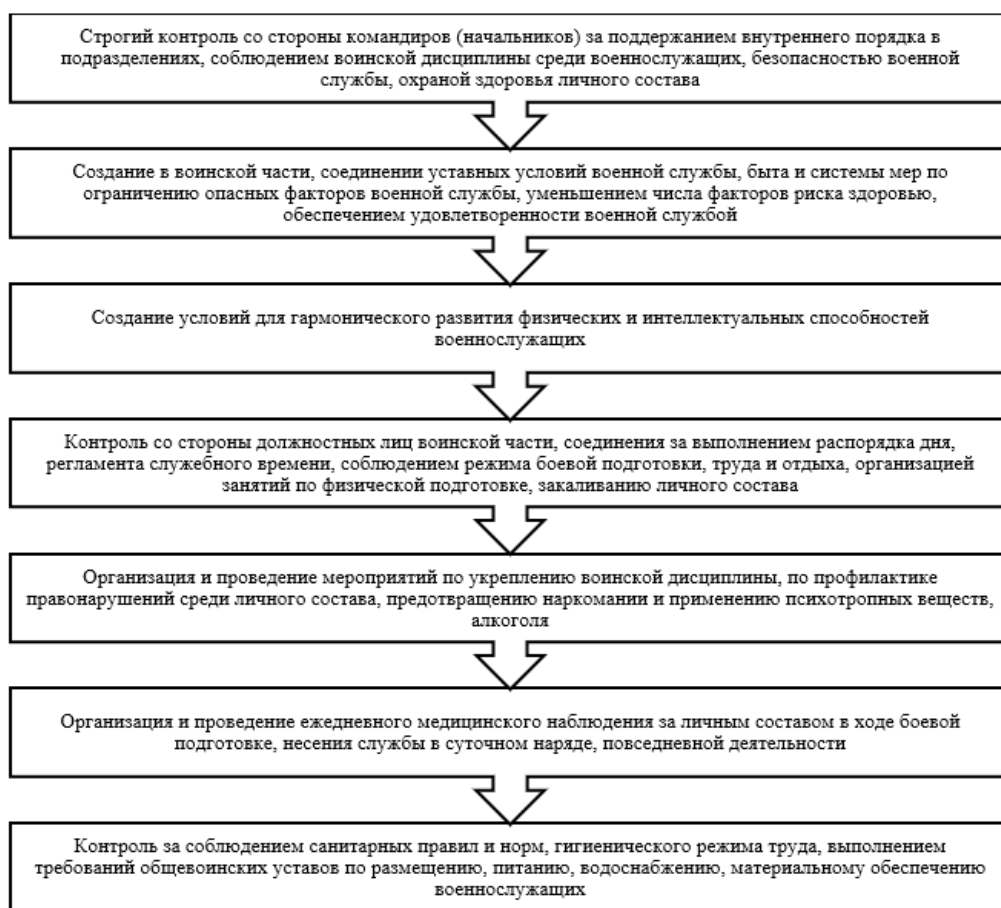 Строгий контроль со стороны командиров (начальников) за поддержанием внутреннего порядка в
подразделениях, соблюдением воинской дисциплины среди военнослужащих, безопасностью военной
службы, охраной здоровья личного состава
Создание в воинской части, соединении уставных условий военной службы, быта и системы мер по
ограничению опасных факторов военной службы, уменьшением числа факторов риска здоровью,
обеспечением удовлетворенности военной службой
Создание условий для гармонического развития физических и интеллектуальных способностей
военнослужащих
Контроль со стороны должностных лиц воинской части, соединения за выполнением распорядка дня,
регламента служебного времени, соблюдением режима боевой подготовки, труда и отдыха, организацией
занятий по физической подготовке, закаливанию личного состава
Организация и проведение мероприятий по укреплению воинской дисциплины, по профилактике
правонарушений среди личного состава, предотвращению наркомании и применению психотропных веществ,
алкоголя
Организация и проведение ежедневного медицинского наблюдения за личным составом в ходе боевой
подготовке, несения службы в суточном наряде, повседневной деятельности
Контроль за соблюдением санитарных правил и норм, гигиенического режима труда, выполнением
требований общевоинских уставов по размещению, питанию, водоснабжению, материальному обеспечению
военнослужащих